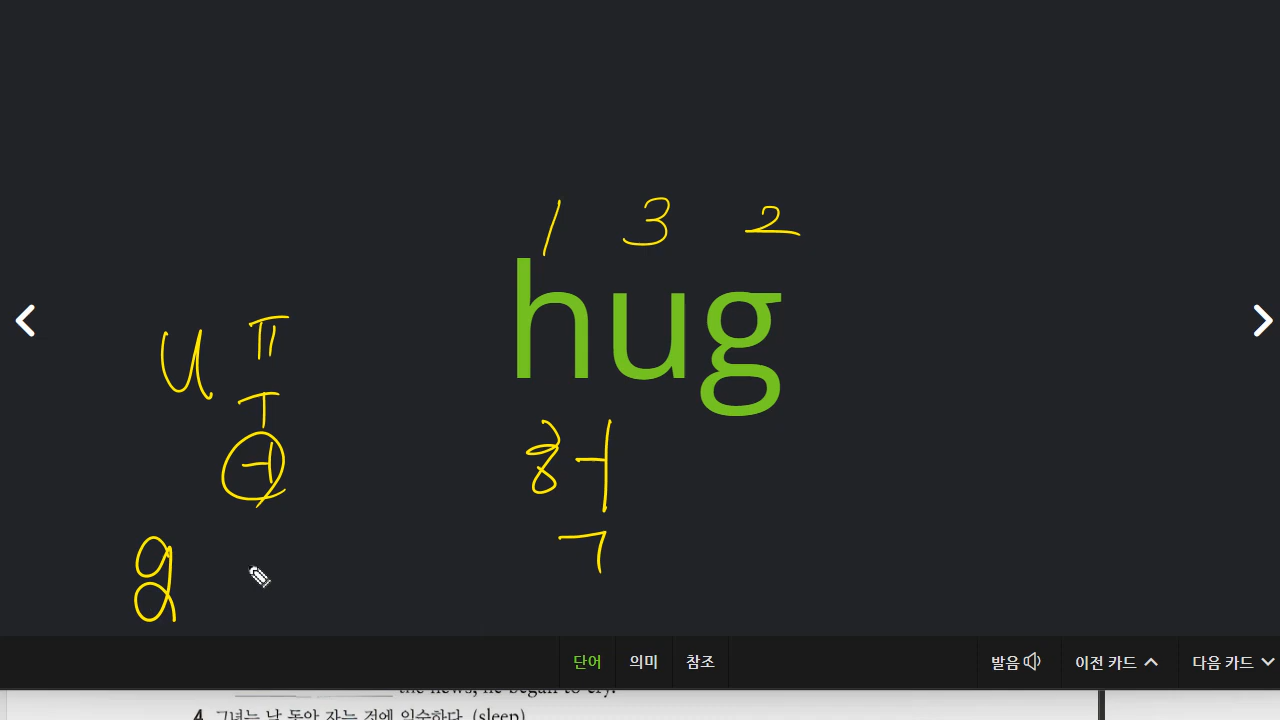 1 3 2
hug
u ㅠ
ㅜ
ㅓ
허
ㄱ
g
단어 의미 참조 발음 이전 카드 다음 카드
the news, he began to cry.
4 그녀는 낮 동안 자는 것에 익숙하다. (sleep)